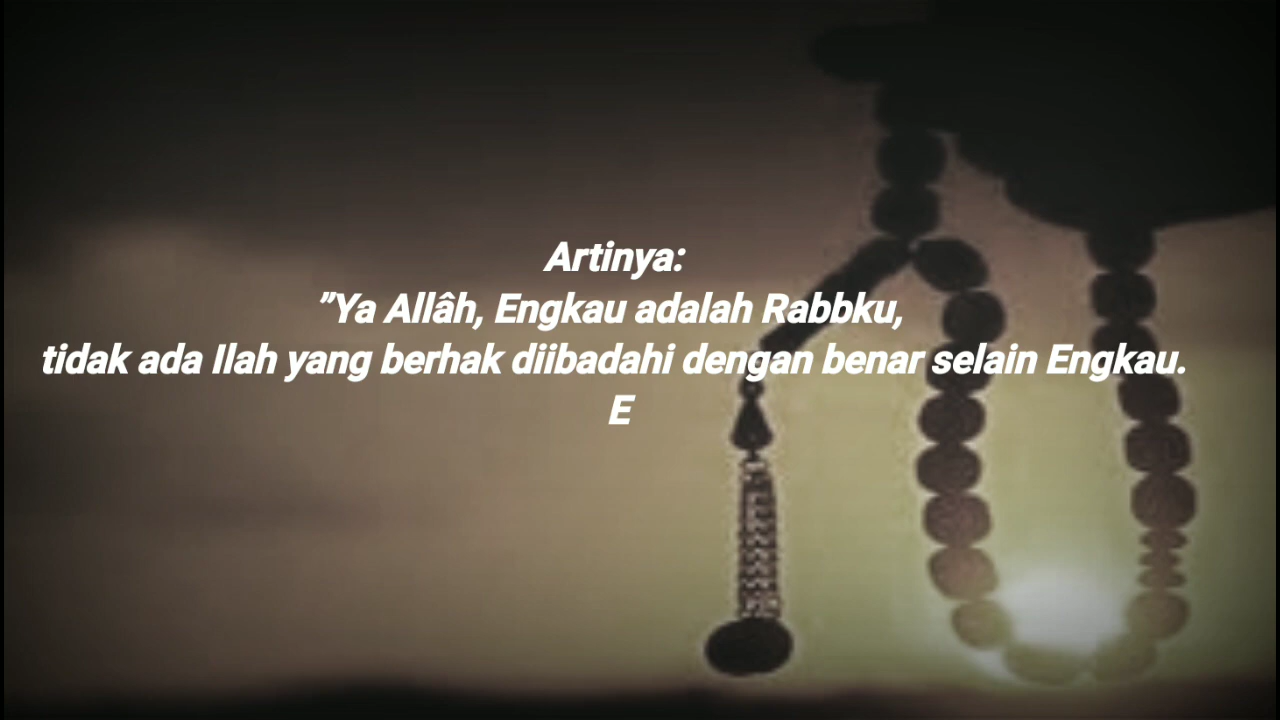 Artinya:
”Ya Allâh, Engkau adalah Rabbku,
tidak ada Ilah yang berhak diibadahi dengan benar selain Engkau.
E